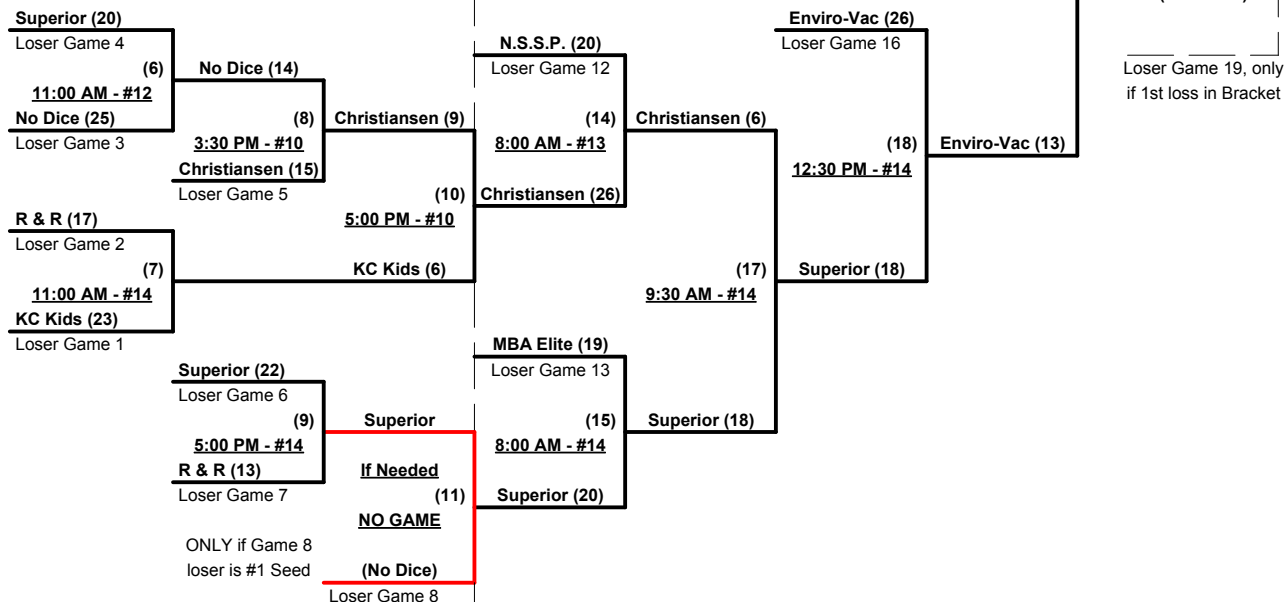 Superior (20)
Loser Game 4
(6)
11:00 AM - #12
No Dice (25)
Loser Game 3
No Dice (14)
(8)
3:30 PM - #10
Christiansen (15)
Loser Game 5
R & R (17)
Loser Game 2
(7)
11:00 AM - #14
KC Kids (23)
Loser Game 1
Christiansen (9)
(10)
5:00 PM - #10
KC Kids (6)
Superior (22)
Loser Game 6
(9)
5:00 PM - #14
R & R (13)
Loser Game 7
Superior
If Needed
(11)
NO GAME
ONLY if Game 8
loser is #1 Seed
(No Dice)
Loser Game 8
N.S.S.P. (20)
Loser Game 12
(14)
8:00 AM - #13
Christiansen (26)
Christiansen (6)
(17)
9:30 AM - #14
MBA Elite (19)
Loser Game 13
(15)
8:00 AM - #14
Superior (20)
Superior (18)
Enviro-Vac (26)
Loser Game 16
(18)
12:30 PM - #14
Superior (18)
Enviro-Vac (13)
Loser Game 19, only
if 1st loss in Bracket